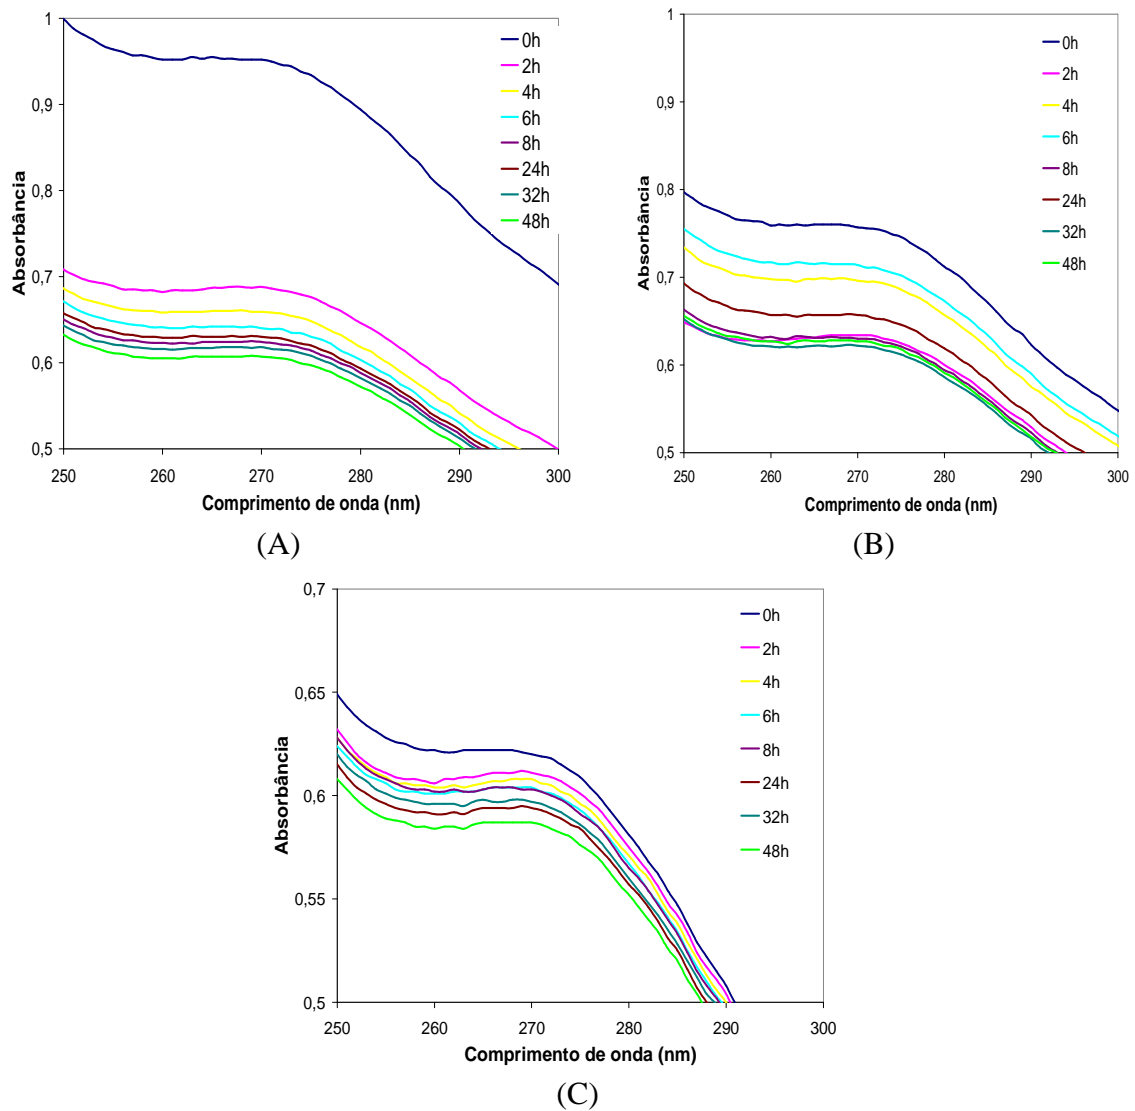 1
0,9
0,8
0,7
0,6
0,5
Absorbância
250
260
270
280
290
300
Comprimento de onda (nm)
0h
2h
4h
6h
8h
24h
32h
48h
(A)
1
0,9
0,8
0,7
0,6
0,5
Absorbância
250
260
270
280
290
300
Comprimento de onda (nm)
0h
2h
4h
6h
8h
24h
32h
48h
(B)
0,7
0,65
0,6
0,55
0,5
Absorbância
250
260
270
280
290
300
Comprimento de onda (nm)
0h
2h
4h
6h
8h
24h
32h
48h
(C)